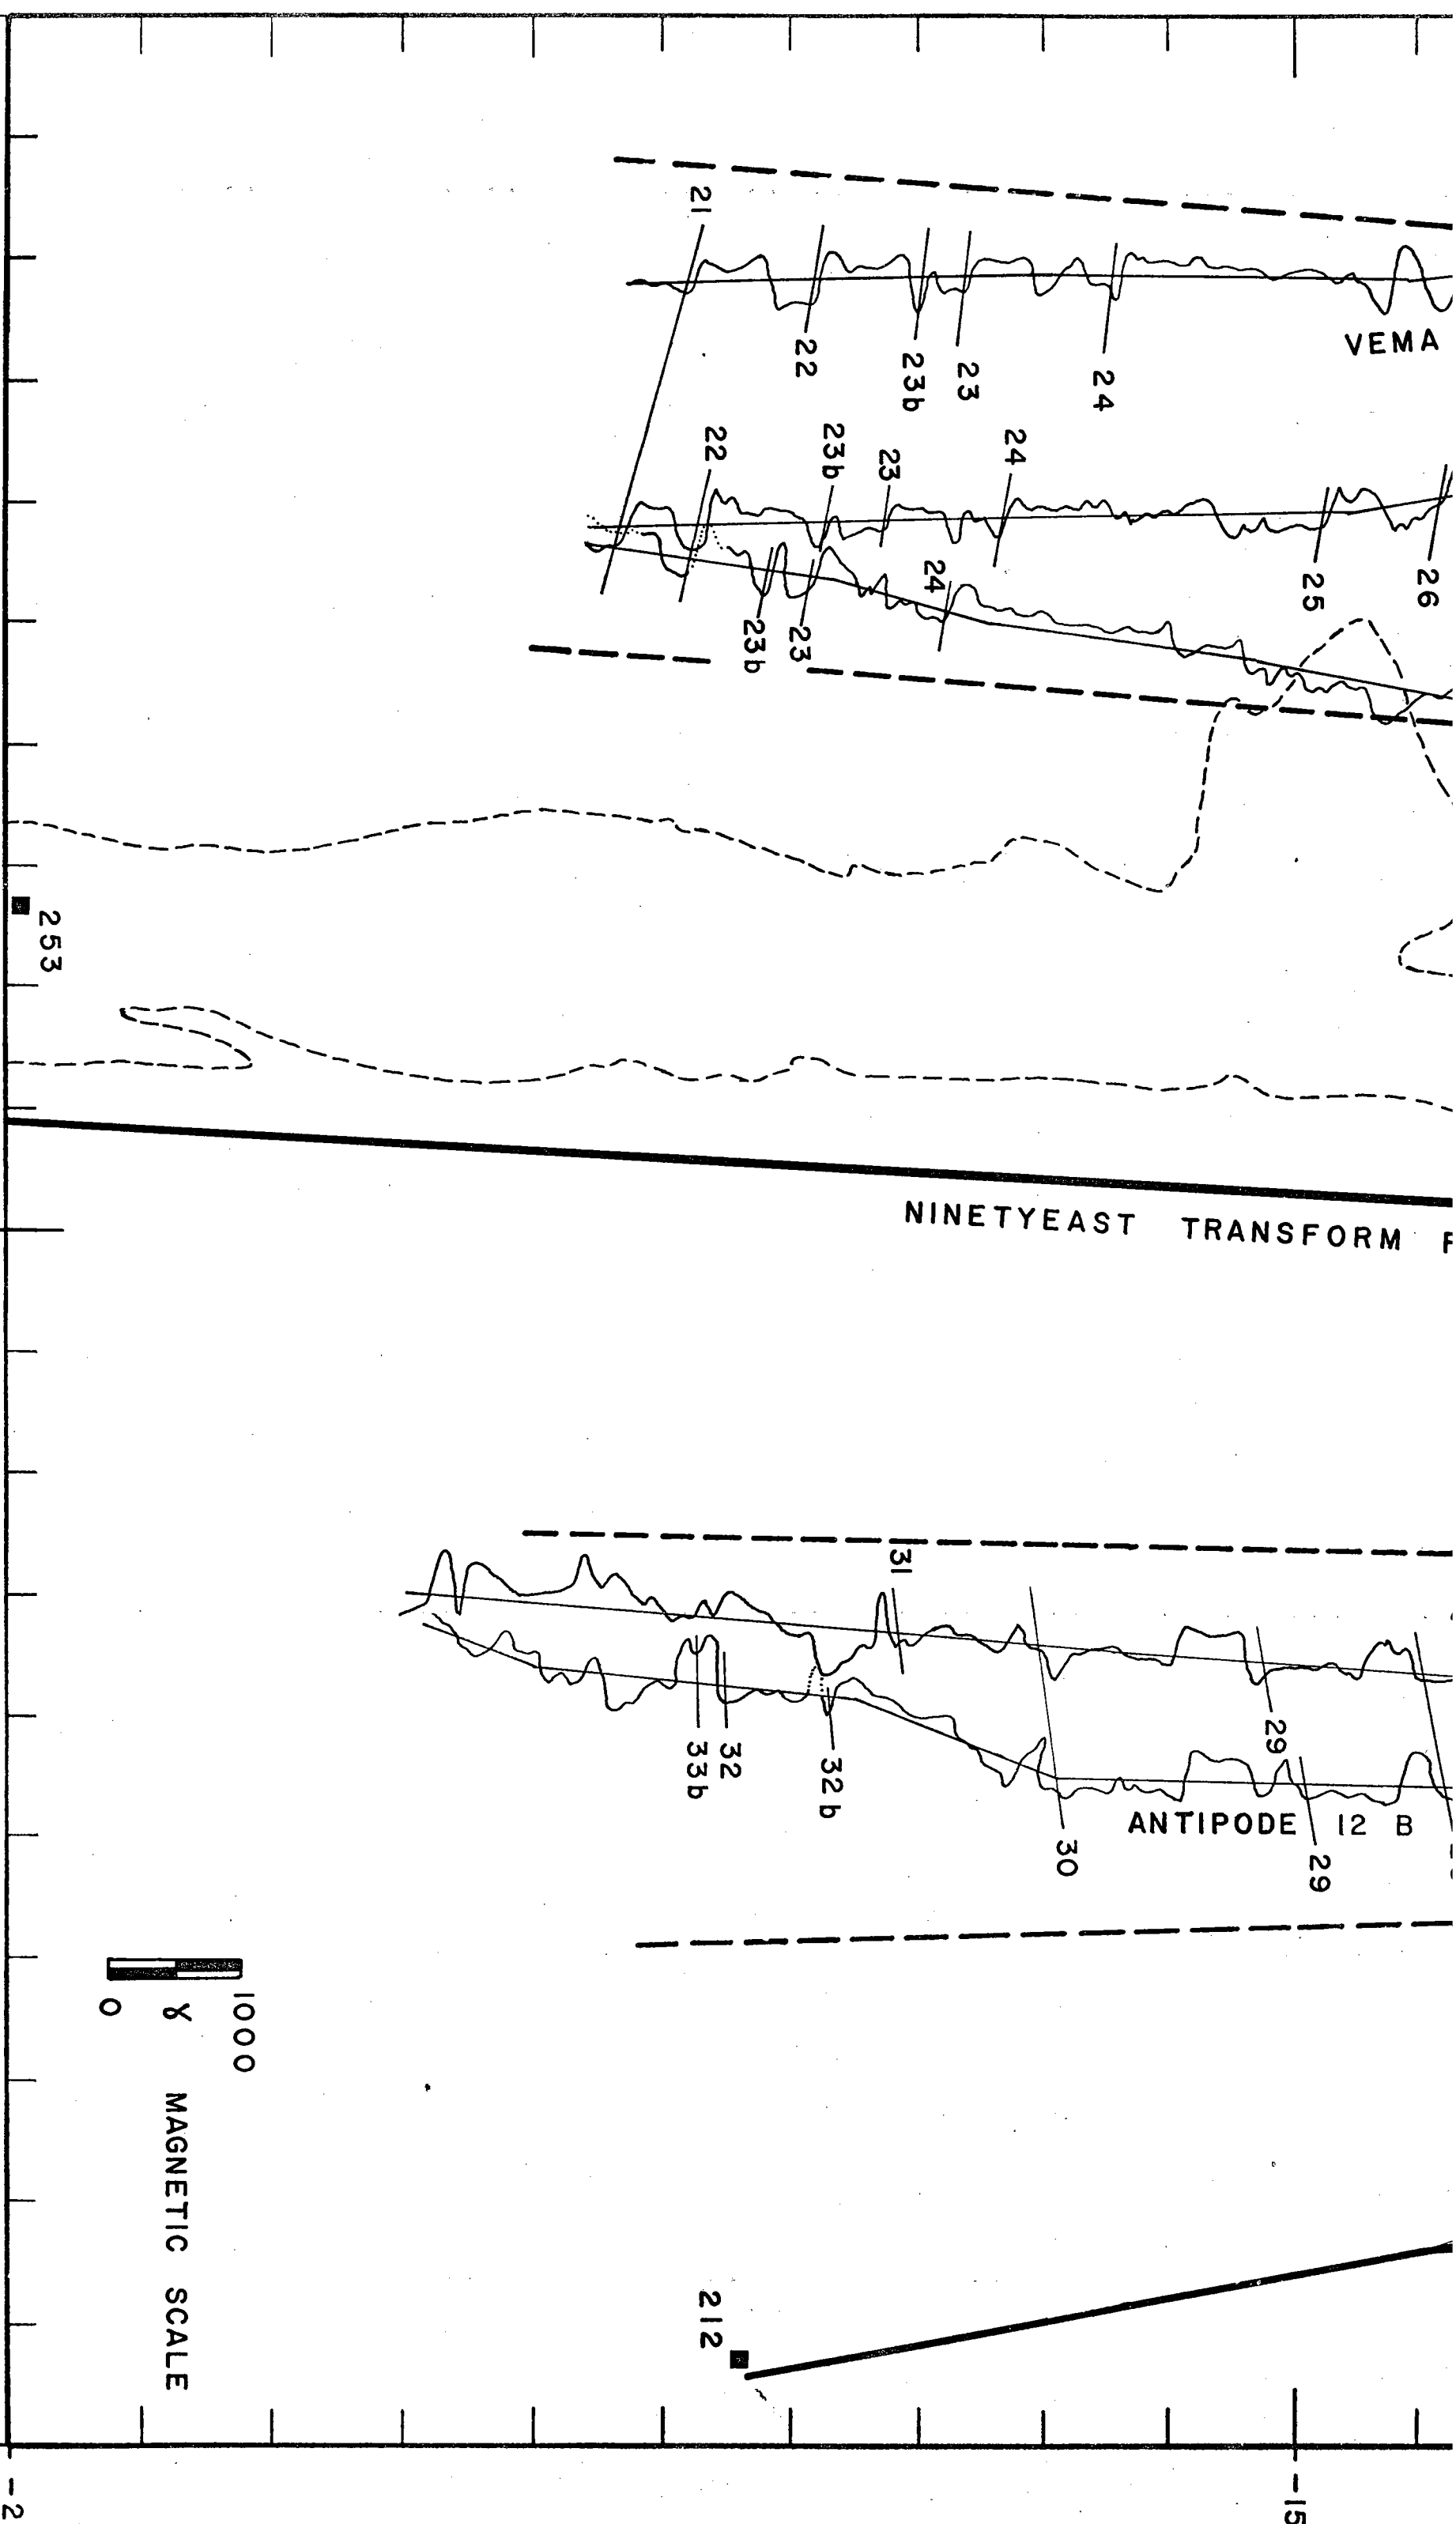 21
22
23b
23
24
VEMA
22
23b
23
24
25
26
24
23b
23
253
NINETYEAST TRANSFORM F
31
30
29
29
32
33b
32b
ANTIPODE 12 B
0 γ 1000
MAGNETIC SCALE
212
-2
-15